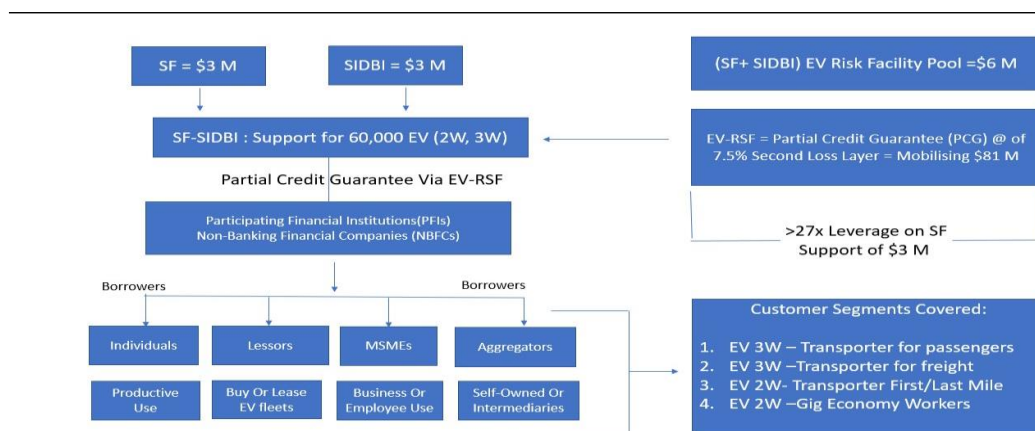 SF = $3 M
SIDBI = $3 M
(SF+ SIDBI) EV Risk Facility Pool =$6 M
SF-SIDBI : Support for 60,000 EV (2W, 3W)
EV-RSF = Partial Credit Guarantee (PCG) @ of
7.5% Second Loss Layer = Mobilising $81 M
Partial Credit Guarantee Via EV-RSF
Participating Financial Institutions(PFIs)
Non-Banking Financial Companies (NBFCs)
>27x Leverage on SF
Support of $3 M
Borrowers
Borrowers
Individuals
Lessors
MSMEs
Aggregators
Productive
Use
Buy Or Lease
EV fleets
Business Or
Employee Use
Self-Owned Or
Intermediaries
Customer Segments Covered:
1. EV 3W – Transporter for passengers
2. EV 3W –Transporter for freight
3. EV 2W- Transporter First/Last Mile
4. EV 2W –Gig Economy Workers